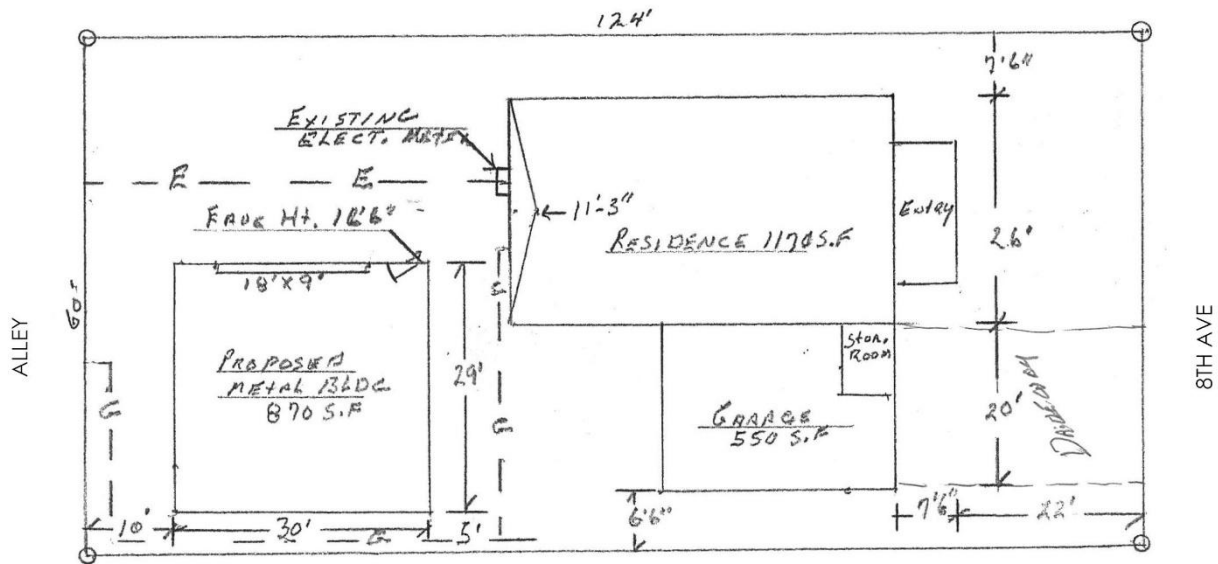 124'
7'6"
EXISTING
ELECT. METER
E E
EAVE Ht.
11'-3"
RESIDENCE 1170 S.F
ENTRY
26'
18'X9'
60'
ALLEY
8TH AVE
G
PROPOSED
METAL BLDG
870 S.F
29'
G
G
STOR.
ROOM
GARAGE
550 S.F
20'
DRIVEWAY
6'6"
7'6"
22'
10'
30'
G
5'